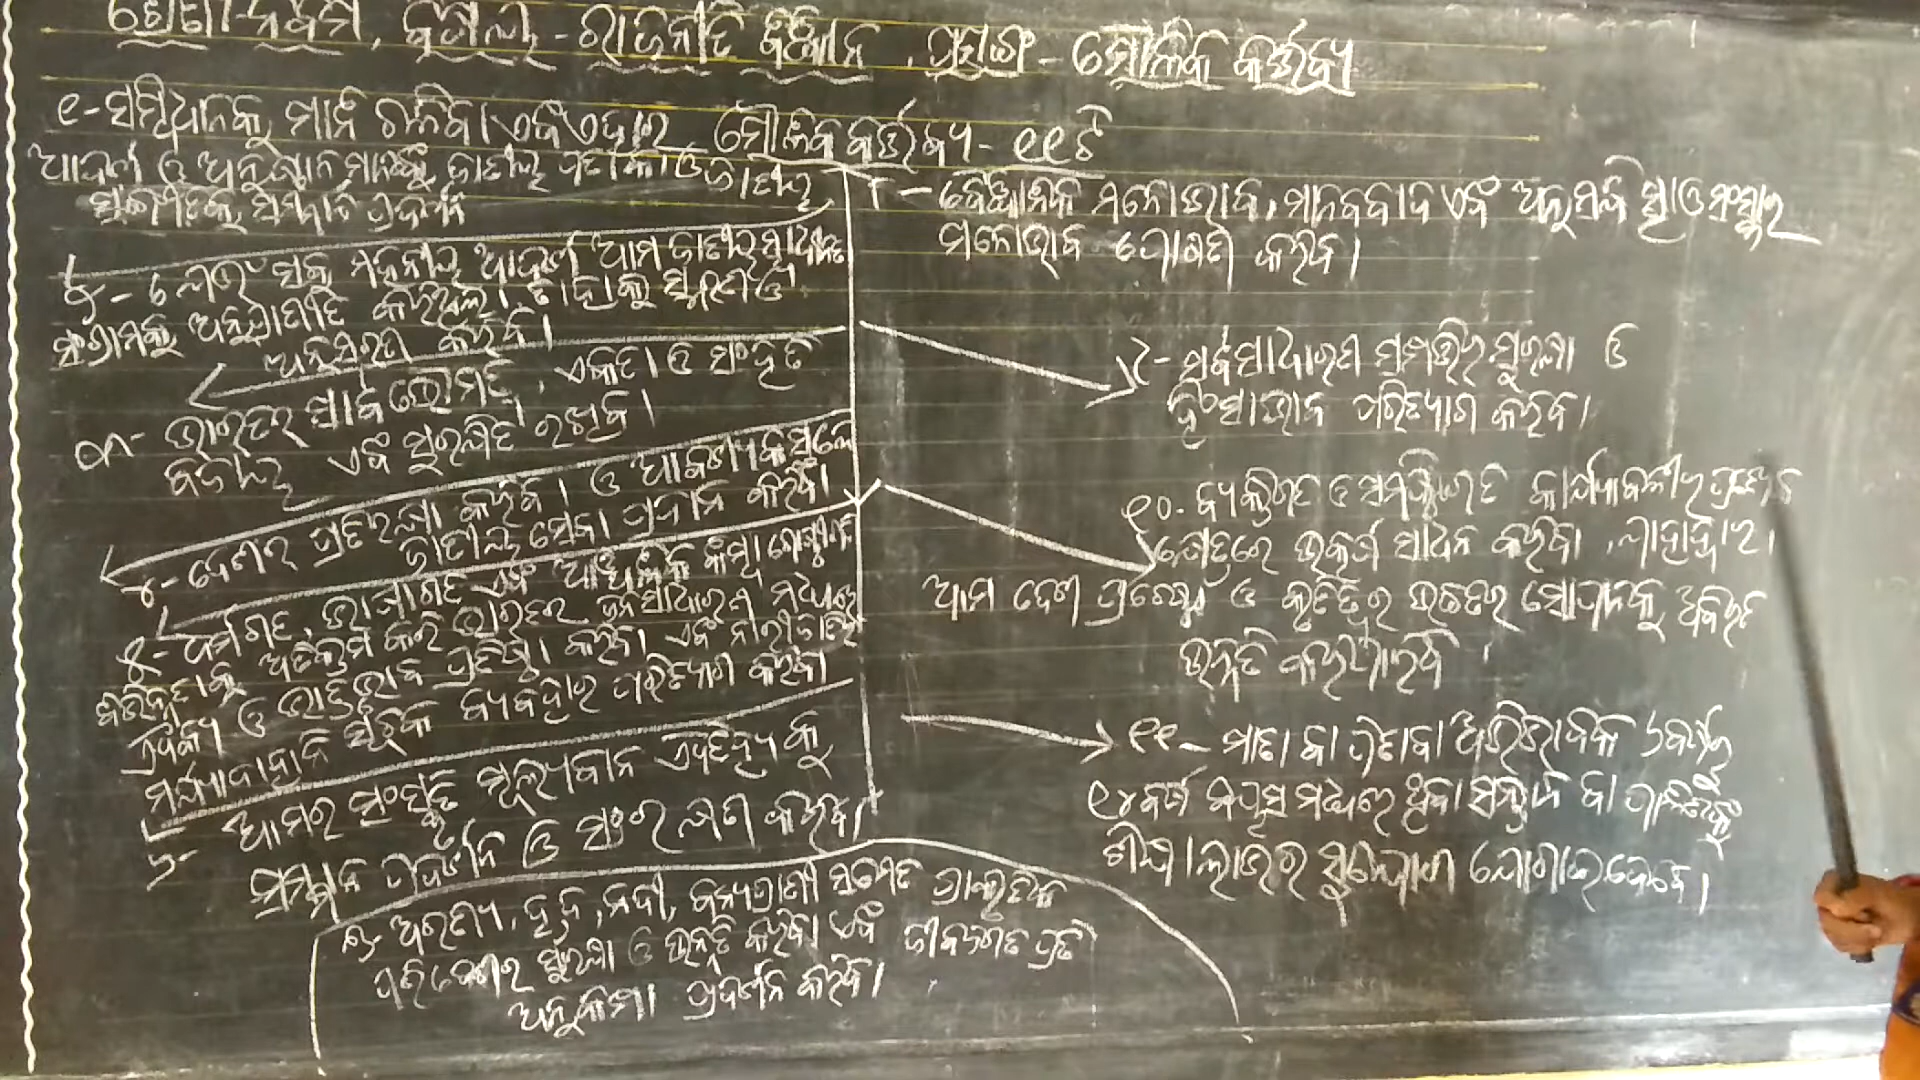 ଶ୍ରେଣୀ-ନବମ, ବିଷୟ - ରାଜନୀତି ବିଜ୍ଞାନ, ପ୍ରସଙ୍ଗ - ମୌଳିକ କର୍ତ୍ତବ୍ୟ
ମୌଳିକ କର୍ତ୍ତବ୍ୟ - ୧୧ଟି
୧- ସମ୍ବିଧାନକୁ ମାନି ଚଳିବା ଏବଂ ଏହାର
ଆଦର୍ଶ ଓ ଅନୁଷ୍ଠାନମାନଙ୍କୁ ଜାତୀୟ ପତାକା ଓ ଜାତୀୟ
ସଙ୍ଗୀତକୁ ସମ୍ମାନ ପ୍ରଦର୍ଶନ
୨- ଯେଉଁ ସବୁ ମହନୀୟ ଆଦର୍ଶ ଆମ ଜାତୀୟ ସ୍ଵାଧୀନତା
ସଂଗ୍ରାମକୁ ଅନୁପ୍ରାଣିତ କରିଥିଲା, ତାହାକୁ ସ୍ମରଣ ଓ
ଅନୁସରଣ କରିବା।
୩- ଭାରତର ସାର୍ବଭୌମତ୍ଵ, ଏକତା ଓ ସଂହତି
ବଜାୟ ଏବଂ ସୁରକ୍ଷିତ ରଖିବା।
୪- ଦେଶର ପ୍ରତିରକ୍ଷା କରିବା। ଓ ଆବଶ୍ୟକ ସ୍ଥଳେ
ଜାତୀୟ ସେବା ପ୍ରଦାନ କରିବା।
୫- ଧର୍ମଗତ, ଭାଷାଗତ ଏବଂ ଆଞ୍ଚଳିକ କିମ୍ବା ଗୋଷ୍ଠୀଗତ
ବିଭିନ୍ନତାକୁ ଅତିକ୍ରମ କରି ଭାରତର ଜନସାଧାରଣ ମଧ୍ୟରେ
ଐକ୍ୟ ଓ ଭାତୃଭାବ ପ୍ରତିଷ୍ଠା କରିବା ଏବଂ ନାରୀଜାତିର
ମର୍ଯ୍ୟାଦାହାନି ସୂଚକ ବ୍ୟବହାର ପରିତ୍ୟାଗ କରିବା
୬- ଆମର ସଂସ୍କୃତି ମୂଲ୍ୟବାନ ଐତିହ୍ୟ କୁ
ସମ୍ମାନ ପ୍ରଦର୍ଶନ ଓ ସଂରକ୍ଷଣ କରିବା।
୭- ଅରଣ୍ୟ, ହ୍ରଦ, ନଦୀ, ବନ୍ୟପ୍ରାଣୀ ସମେତ ପ୍ରାକୃତିକ
ପରିବେଶର ସୁରକ୍ଷା ଓ ଉନ୍ନତି କରିବା ଏବଂ ଜୀବଜଗତ ପ୍ରତି
ଅନୁକମ୍ପା ପ୍ରଦର୍ଶନ କରିବା।
୮- ବୈଜ୍ଞାନିକ ମନୋଭାବ, ମାନବବାଦ ଏବଂ ଅନୁସନ୍ଧିତ୍ସା ଓ ସଂସ୍କାର
ମନୋଭାବ ପୋଷଣ କରିବା।
୯- ସର୍ବସାଧାରଣ ସମ୍ପତ୍ତିର ସୁରକ୍ଷା ଓ
ହିଂସାଭାବ ପରିତ୍ୟାଗ କରିବା।
୧୦- ବ୍ୟକ୍ତିଗତ ଓ ସମଷ୍ଟିଗତ କାର୍ଯ୍ୟାବଳୀର ପ୍ରତ୍ୟେକ
କ୍ଷେତ୍ରରେ ଉତ୍କର୍ଷ ସାଧନ କରିବା, ଯାହାଦ୍ଵାରା
ଆମ ଦେଶ ପ୍ରଚେଷ୍ଟା ଓ କୃତିତ୍ଵର ଉଚ୍ଚତର ସୋପାନକୁ ଅବିରତ
ଉନ୍ନତି କରିପାରିବ
୧୧- ମାତା ବା ପିତା ବା ଅଭିଭାବକ ୬ବର୍ଷରୁ
୧୪ବର୍ଷ ବୟସ ମଧ୍ୟରେ ଥିବା ସନ୍ତାନ ବା ପାଳିତଙ୍କୁ
ଶିକ୍ଷା ଲାଭର ସୁଯୋଗ ଯୋଗାଇଦେବେ।